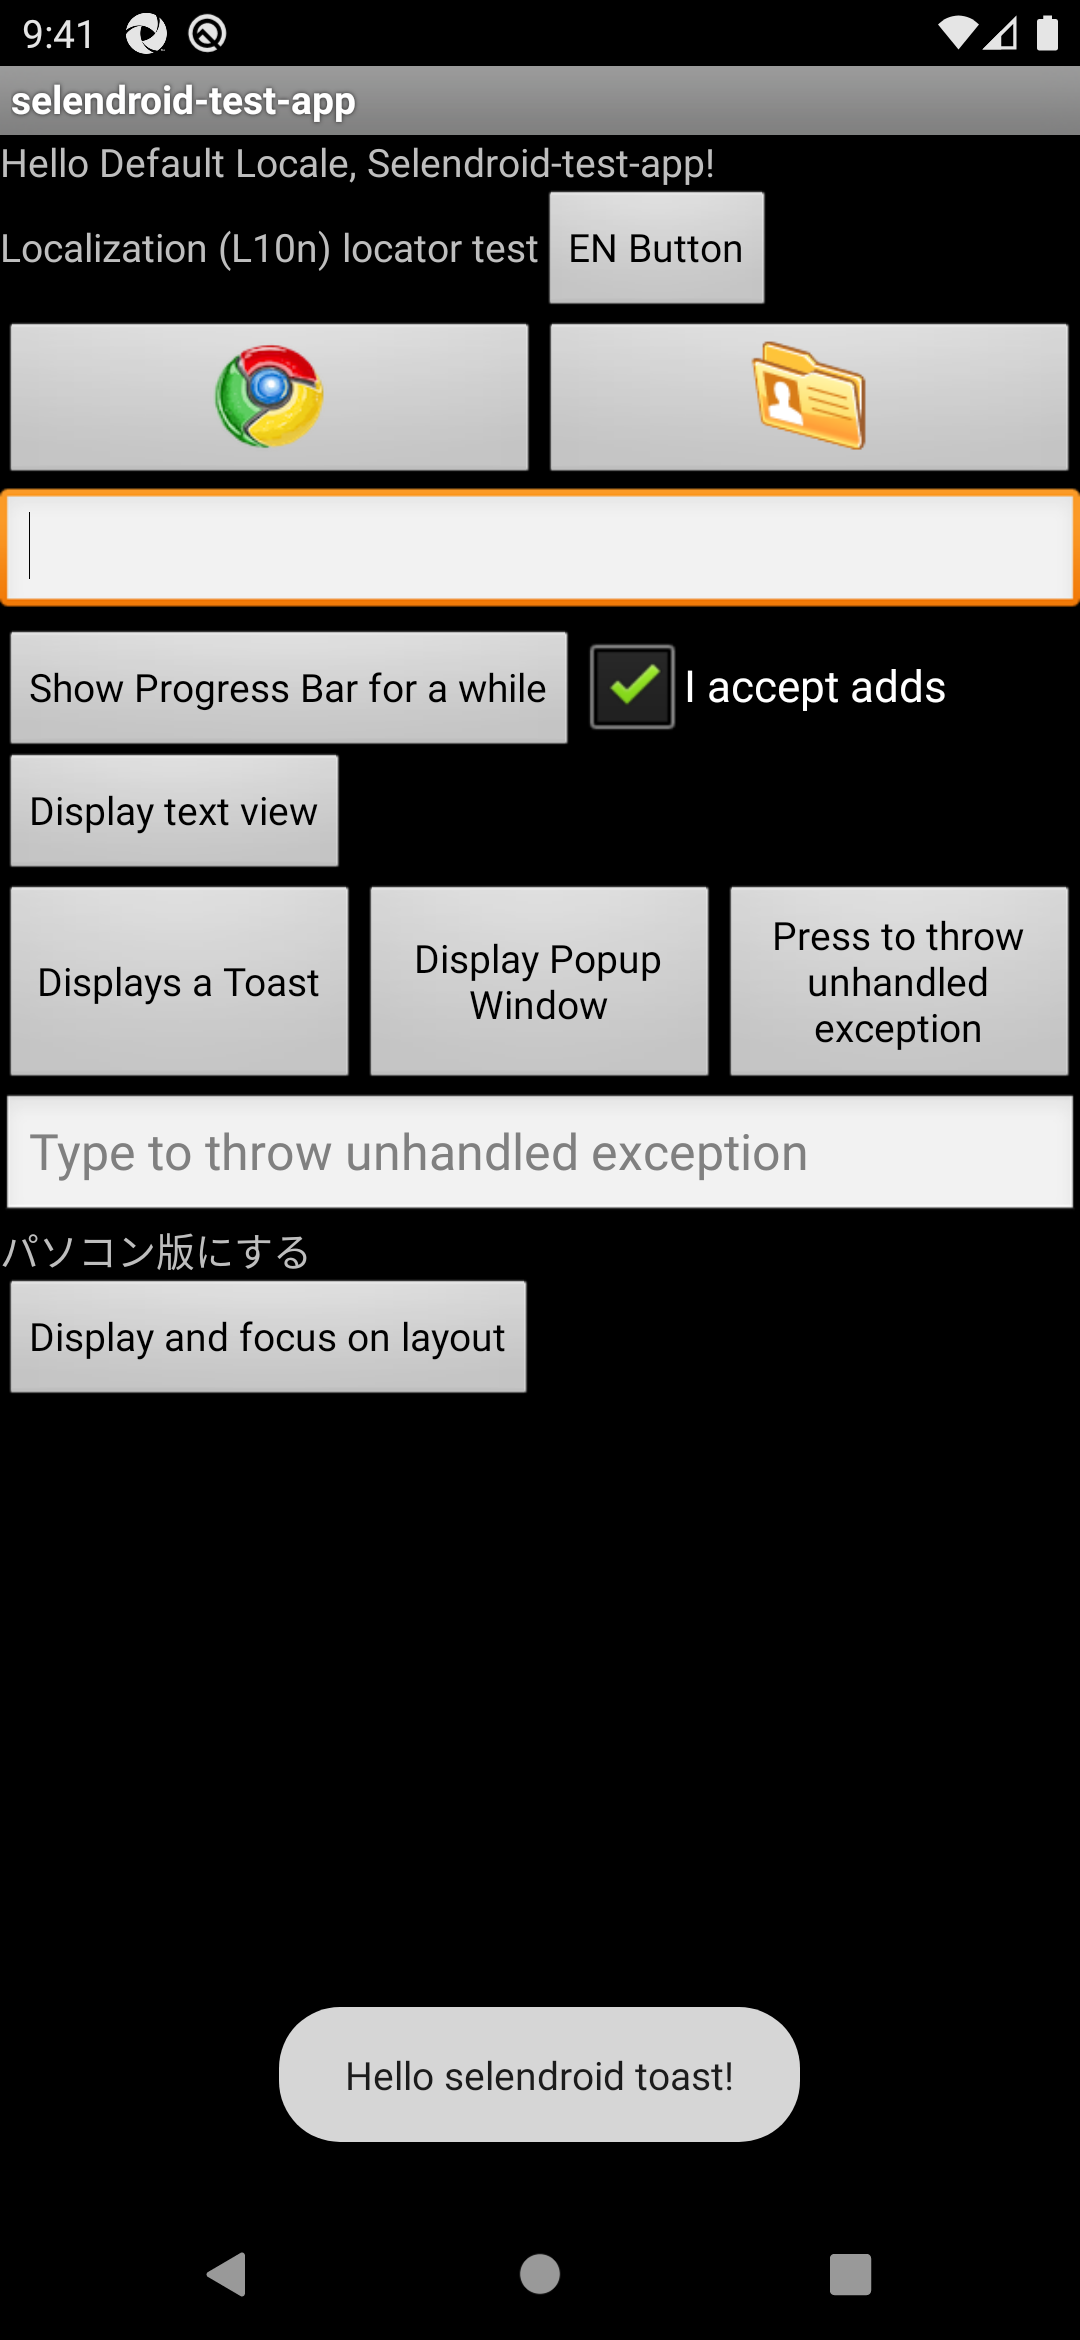 9:41
selendroid-test-app
Hello Default Locale, Selendroid-test-app!
Localization (L10n) locator test
EN Button
Show Progress Bar for a while
I accept adds
Display text view
Displays a Toast
Display Popup
Window
Press to throw
unhandled
exception
Type to throw unhandled exception
パソコン版にする
Display and focus on layout
Hello selendroid toast!